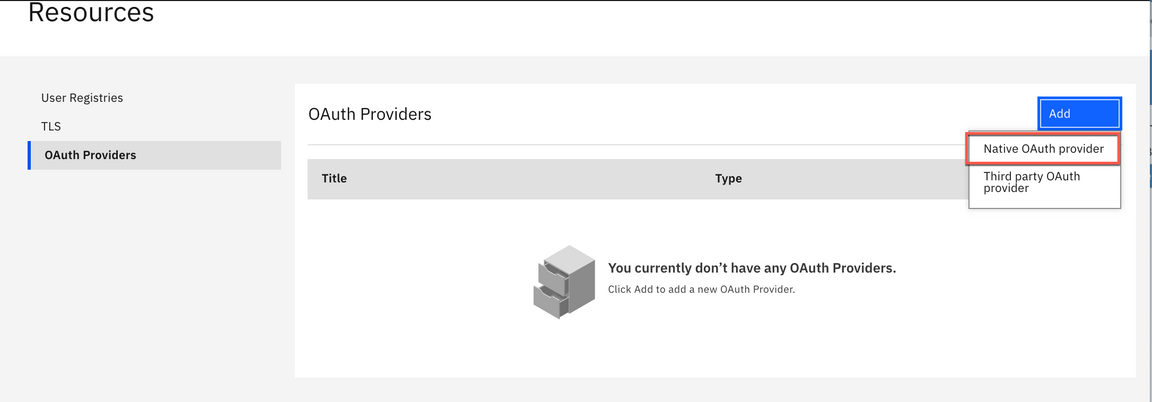 Resources
User Registries
TLS
OAuth Providers
OAuth Providers
Add
Native OAuth provider
Third party OAuth
provider
Title
Type
You currently don’t have any OAuth Providers.
Click Add to add a new OAuth Provider.